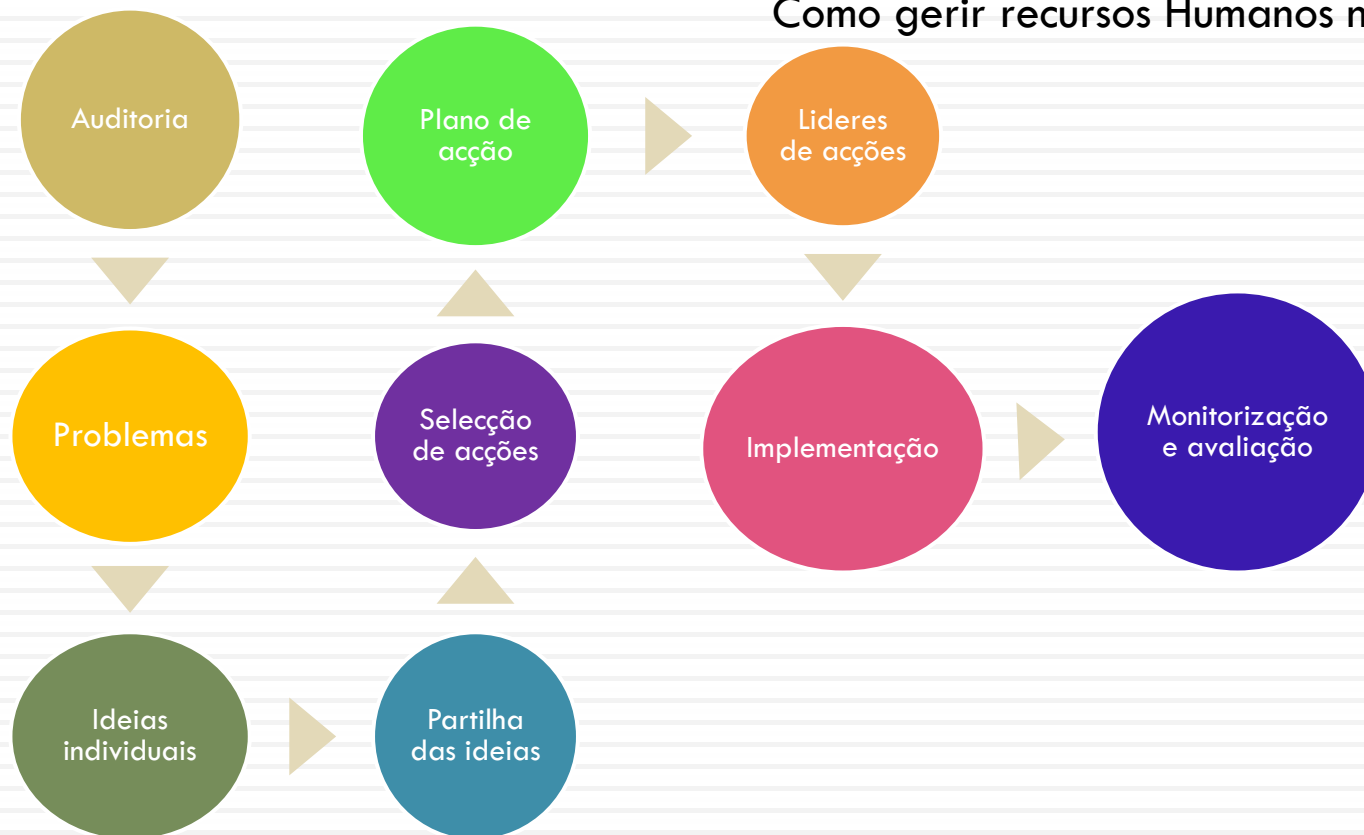 Como gerir recursos Humanos
Auditoria
Problemas
Ideias
individuais
Partilha
das ideias
Selecção
de acções
Plano de
acção
Lideres
de acções
Implementação
Monitorização
e avaliação